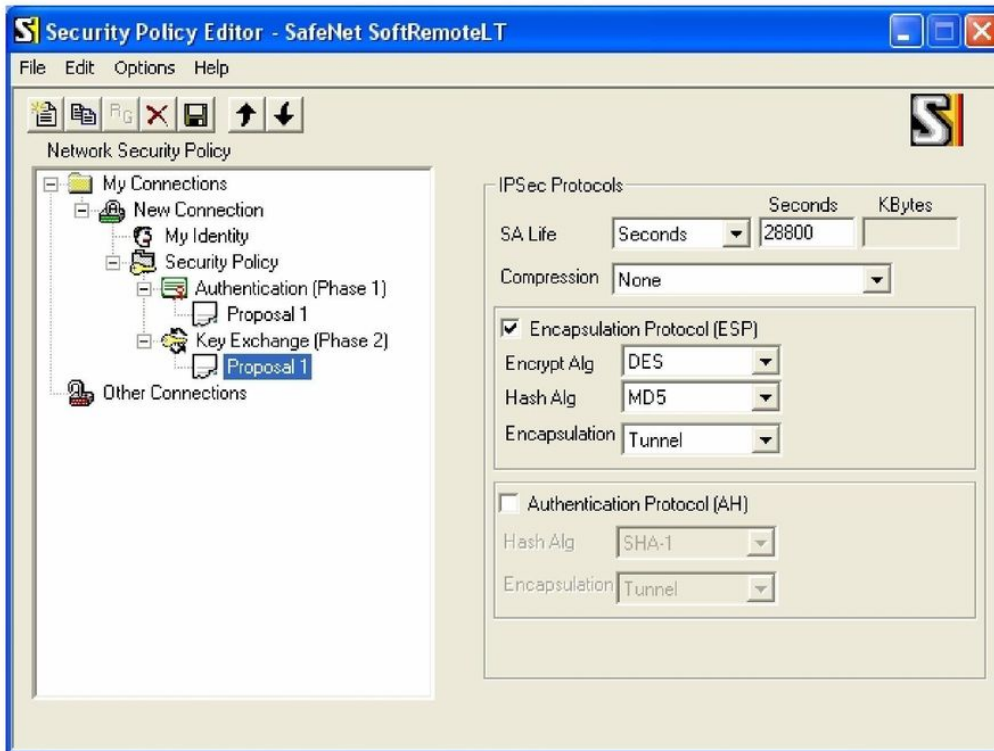 Security Policy Editor - SafeNet SoftRemoteLT
File Edit Options Help
Network Security Policy
My Connections
New Connection
My Identity
Security Policy
Authentication (Phase 1)
Proposal 1
Key Exchange (Phase 2)
Proposal 1
Other Connections
IPSec Protocols
Seconds KBytes
SA Life Seconds 28800
Compression None
Encapsulation Protocol (ESP)
Encrypt Alg DES
Hash Alg MD5
Encapsulation Tunnel
Authentication Protocol (AH)
Hash Alg SHA-1
Encapsulation Tunnel